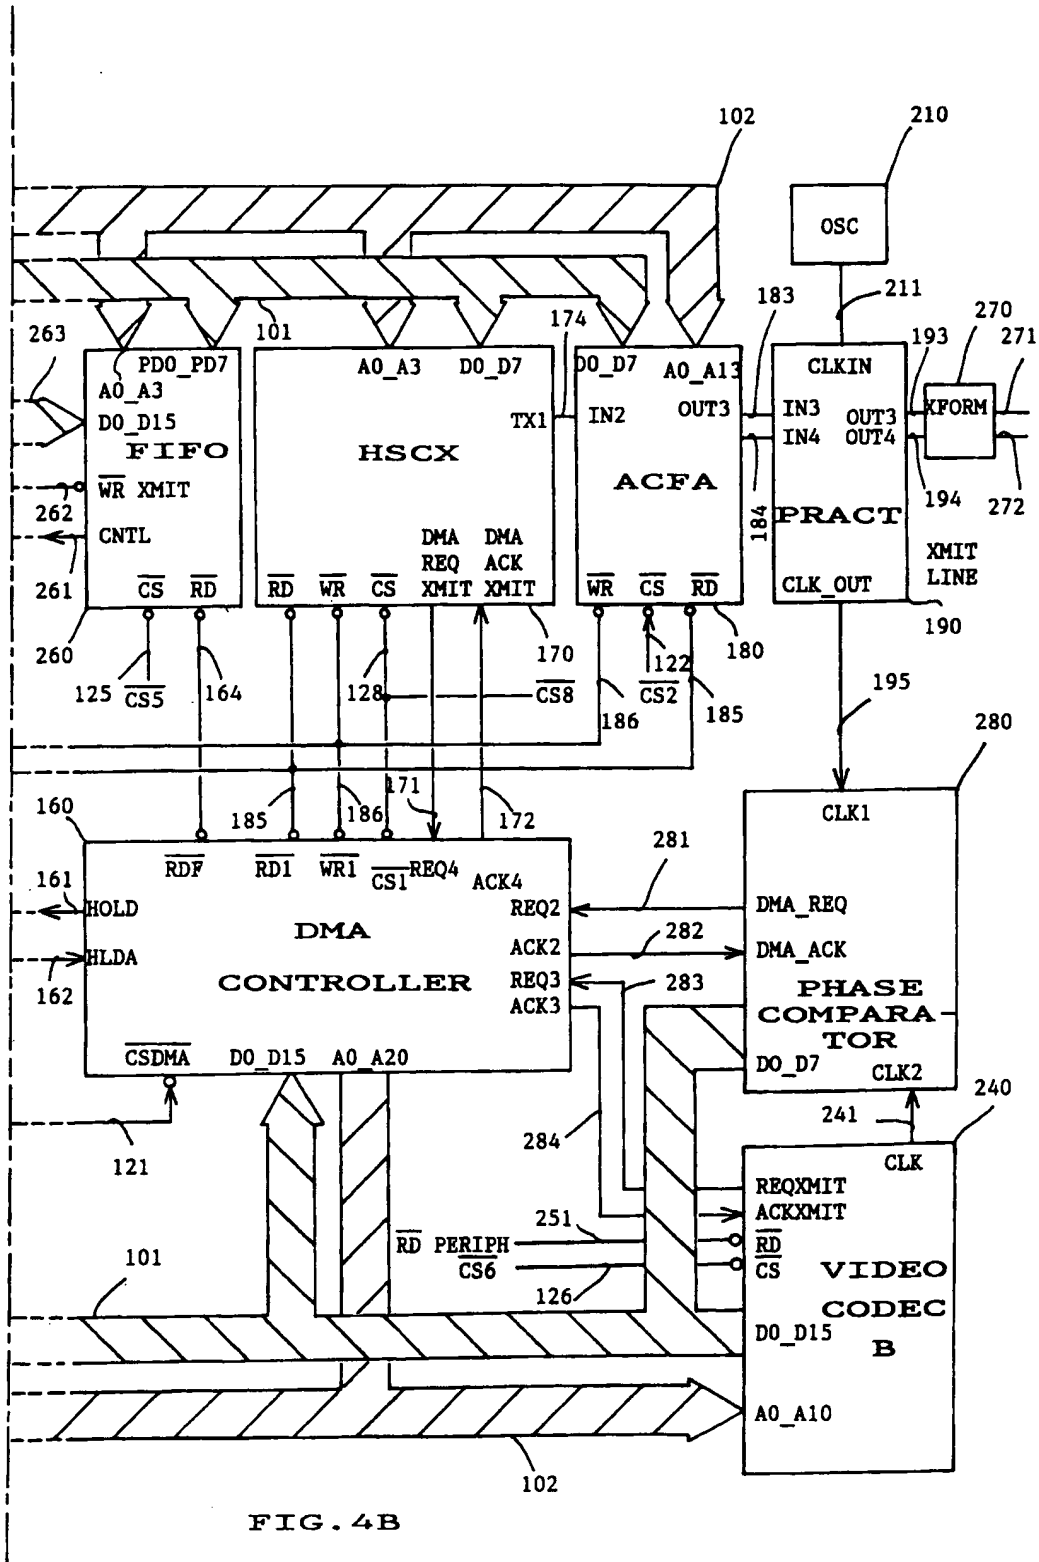 102
210
OSC
211
101
174
183
263
193
270
271
PD0_PD7
A0_A3
D0_D15
FIFO
WR XMIT
262
CNTL
261
CS
RD
260
A0_A3
D0_D7
TX1
HSCX
DMA
REQ
XMIT
DMA
ACK
XMIT
RD
WR
CS
170
D0_D7
A0_A13
OUT3
IN2
ACFA
WR
CS
RD
180
184
CLKIN
IN3
IN4
OUT3
OUT4
PRACT
CLK_OUT
190
XFORM
194
272
XMIT
LINE
125
CS5
164
128
CS8
122
CS2
186
185
195
280
160
185
186
171
172
RDF
RD1
WR1
CS1
REQ4
ACK4
161
HOLD
HLDA
162
DMA
CONTROLLER
REQ2
ACK2
REQ3
ACK3
CSDMA
D0_D15
A0_A20
121
281
282
283
284
CLK1
DMA_REQ
DMA_ACK
PHASE
COMPARA-
TOR
D0_D7
CLK2
241
240
CLK
REQXMIT
ACKXMIT
RD
CS
VIDEO
CODEC
B
D0_D15
A0_A10
251
RD PERIPH
CS6
126
101
102
FIG.4B